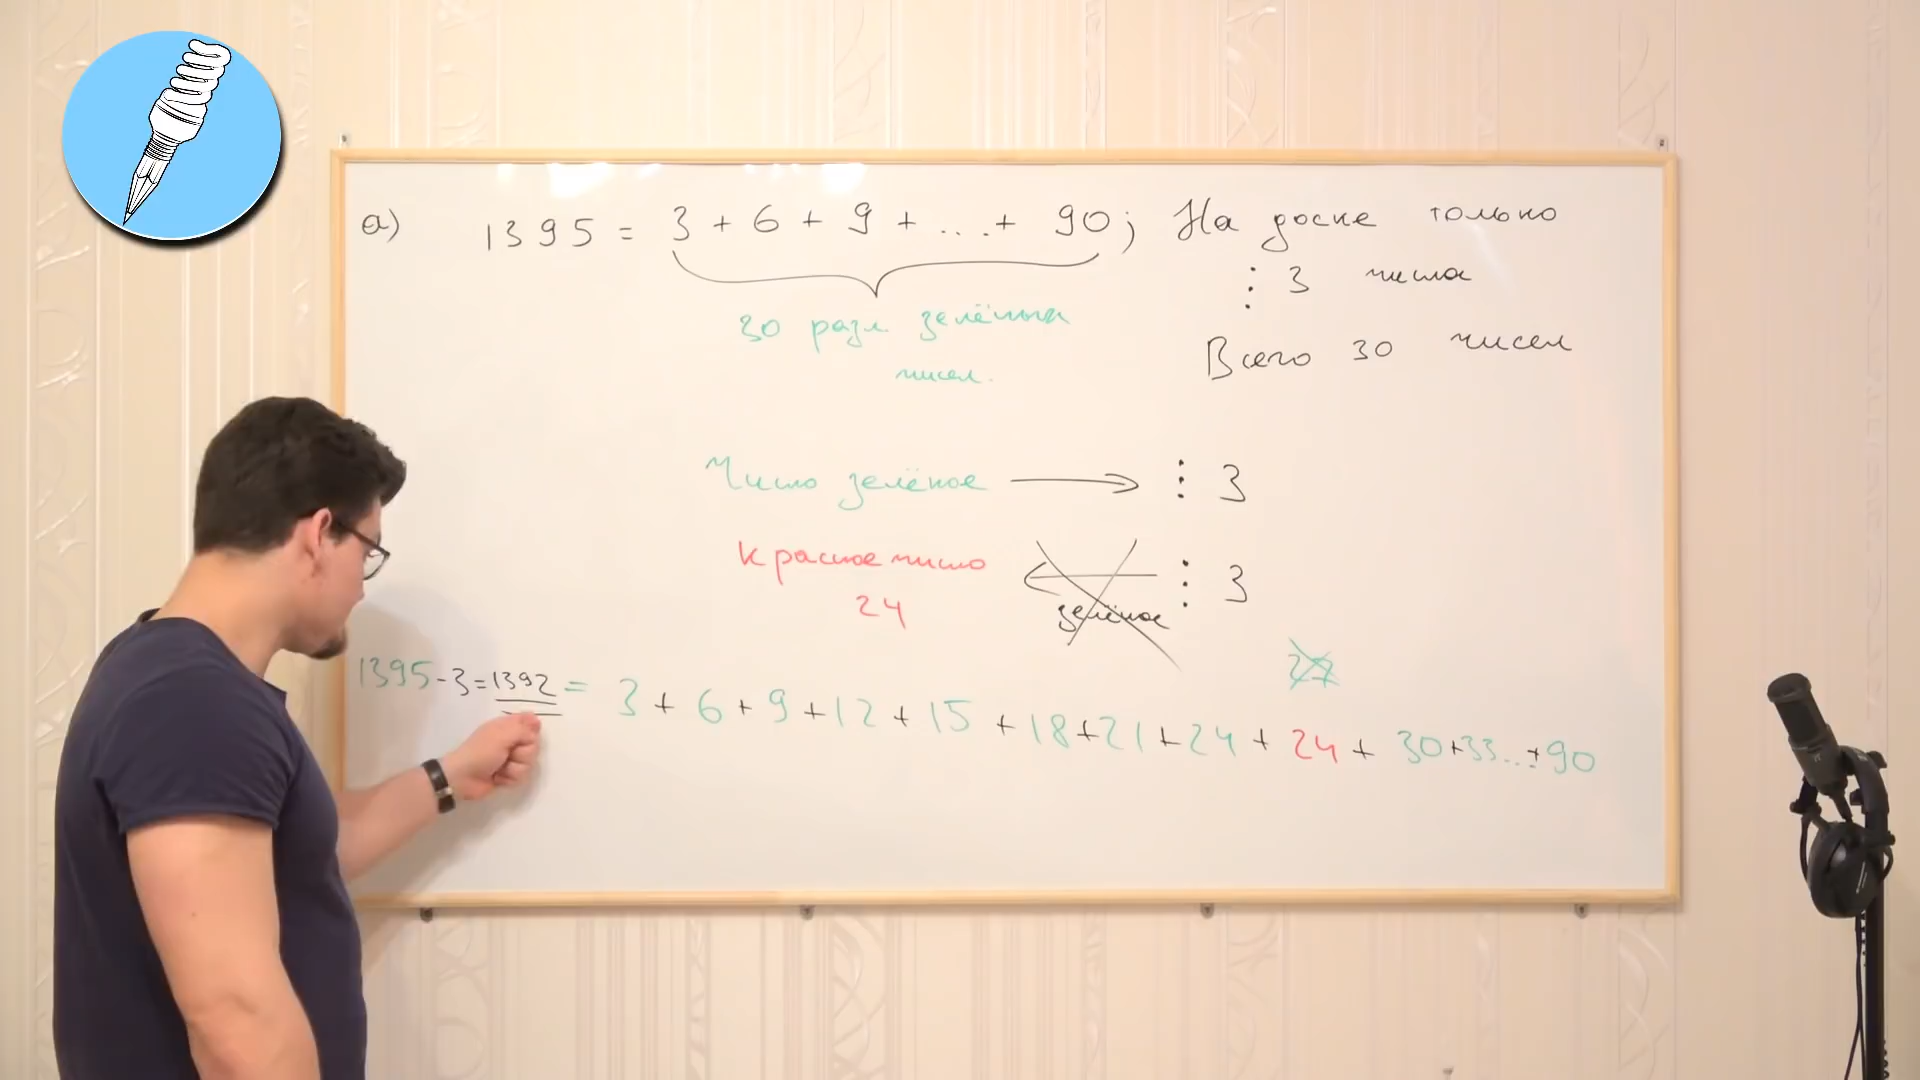 а) 1395 = 3 + 6 + 9 + ... + 90; На доске только
⋮ 3 числа
30 разл зелёных
чисел.
Всего 30 чисел
Число зелёное → ⋮ 3
Красное число ← ⋮ 3
24 зелёное
27
1395 - 3 = 1392 = 3 + 6 + 9 + 12 + 15 + 18 + 21 + 24 + 24 + 30 + 33 ... + 90